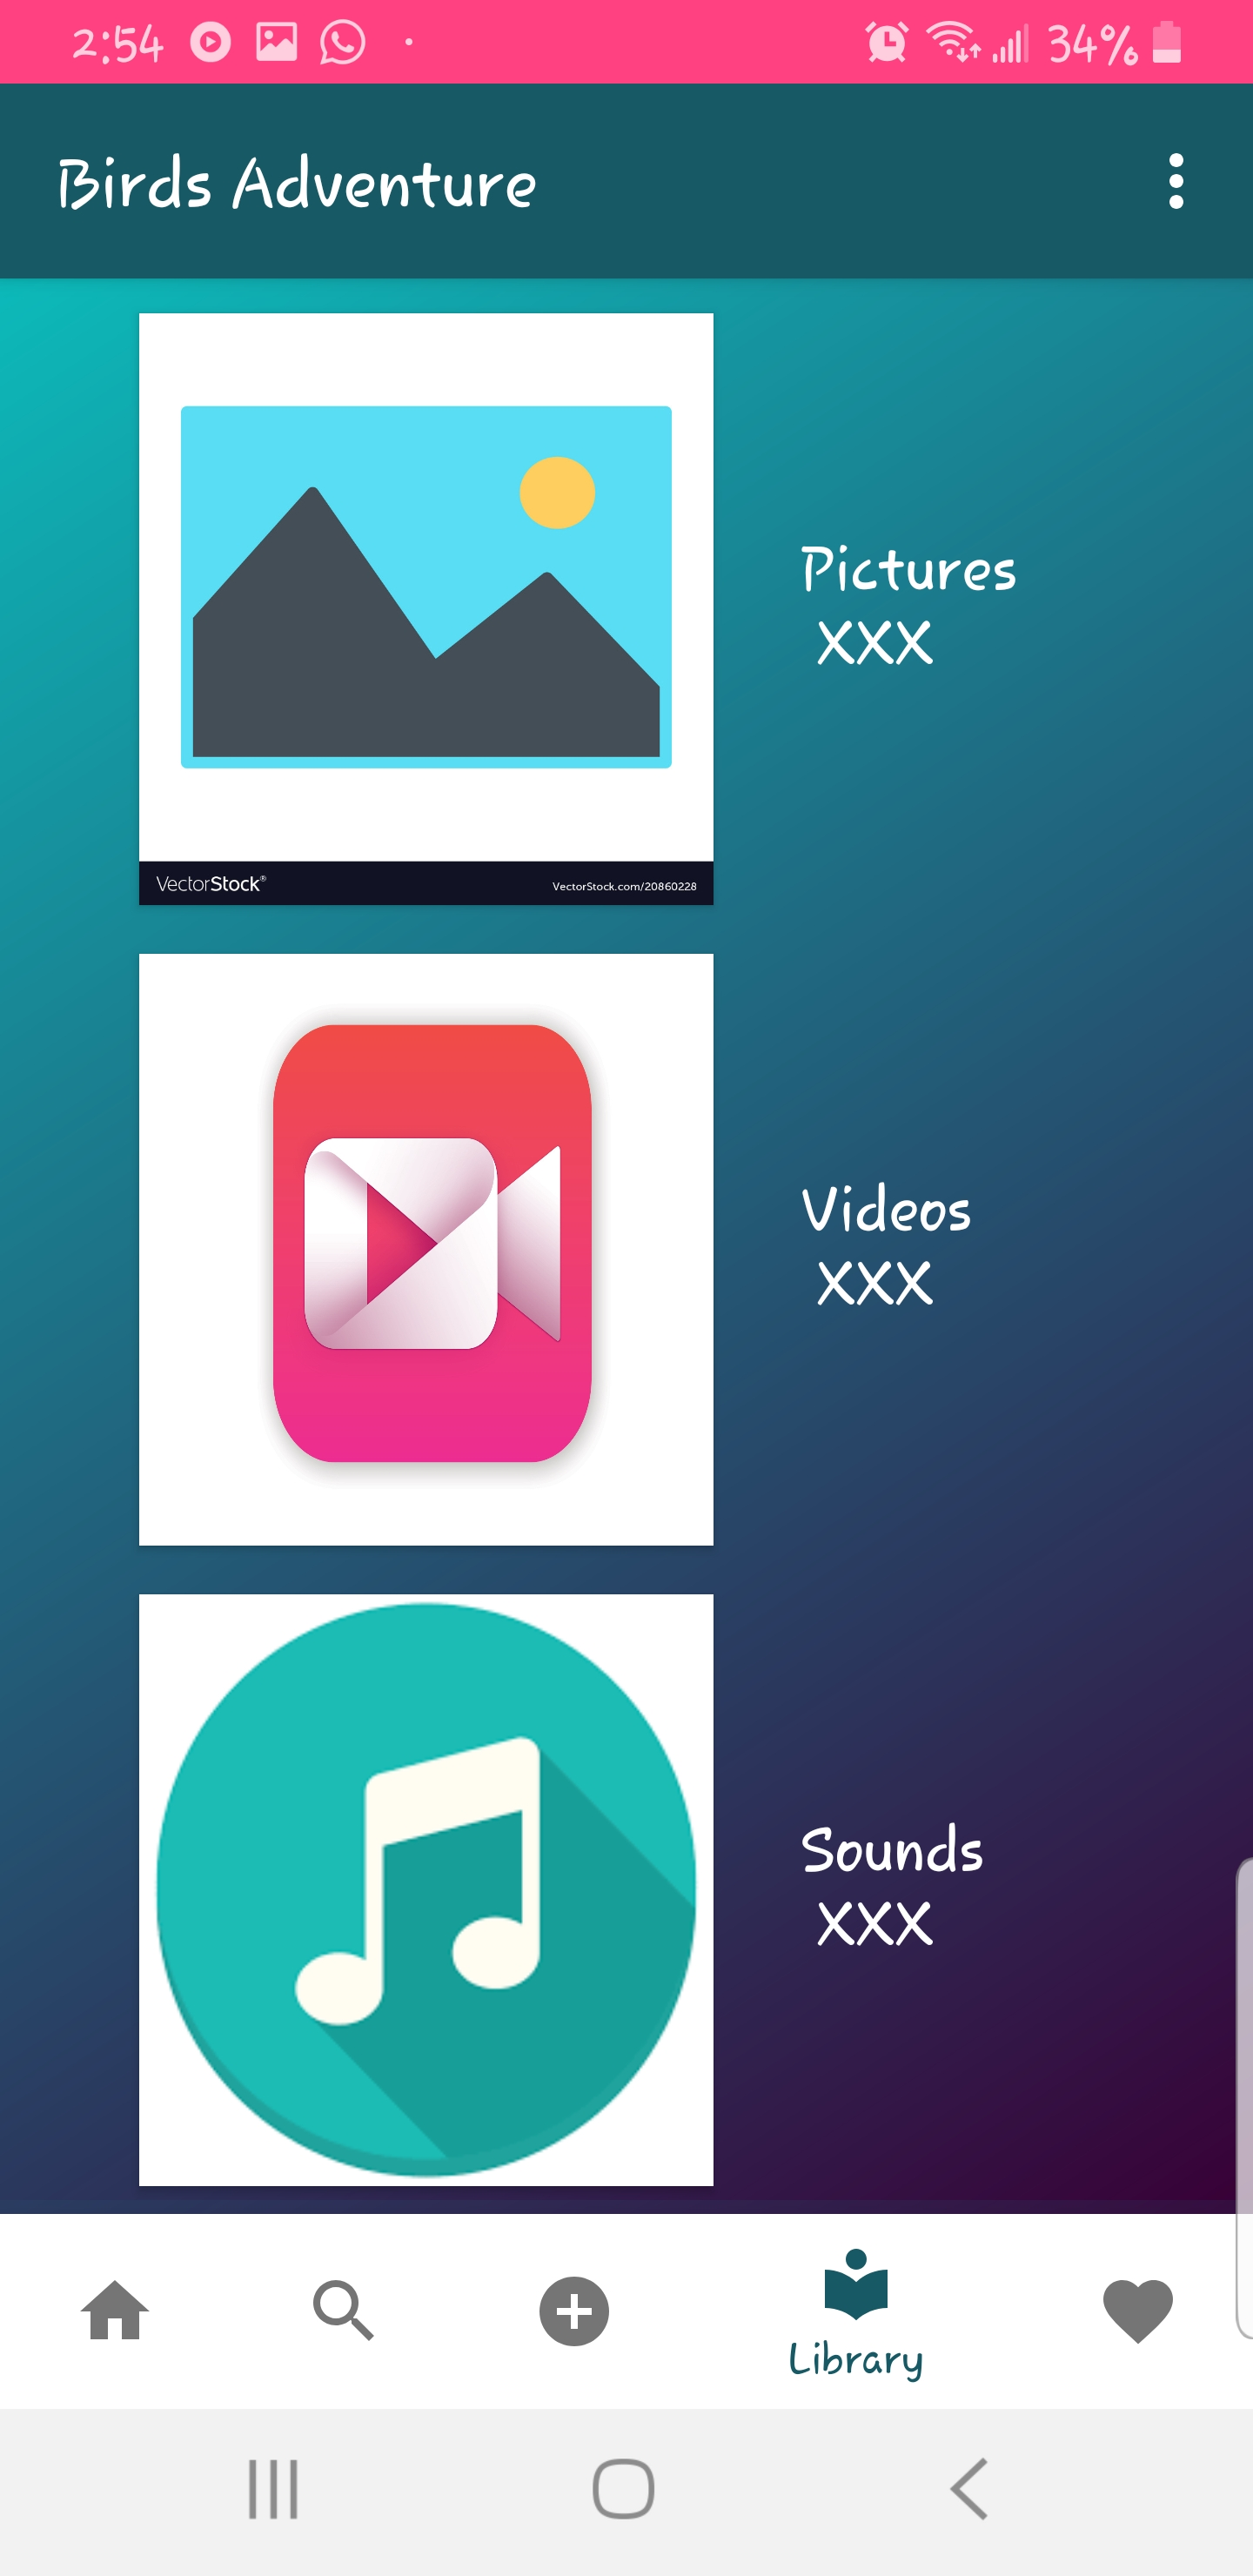 2:54 34%
Birds Adventure
Pictures
XXX
VectorStock® VectorStock.com/20860228
Videos
XXX
Sounds
XXX
Library